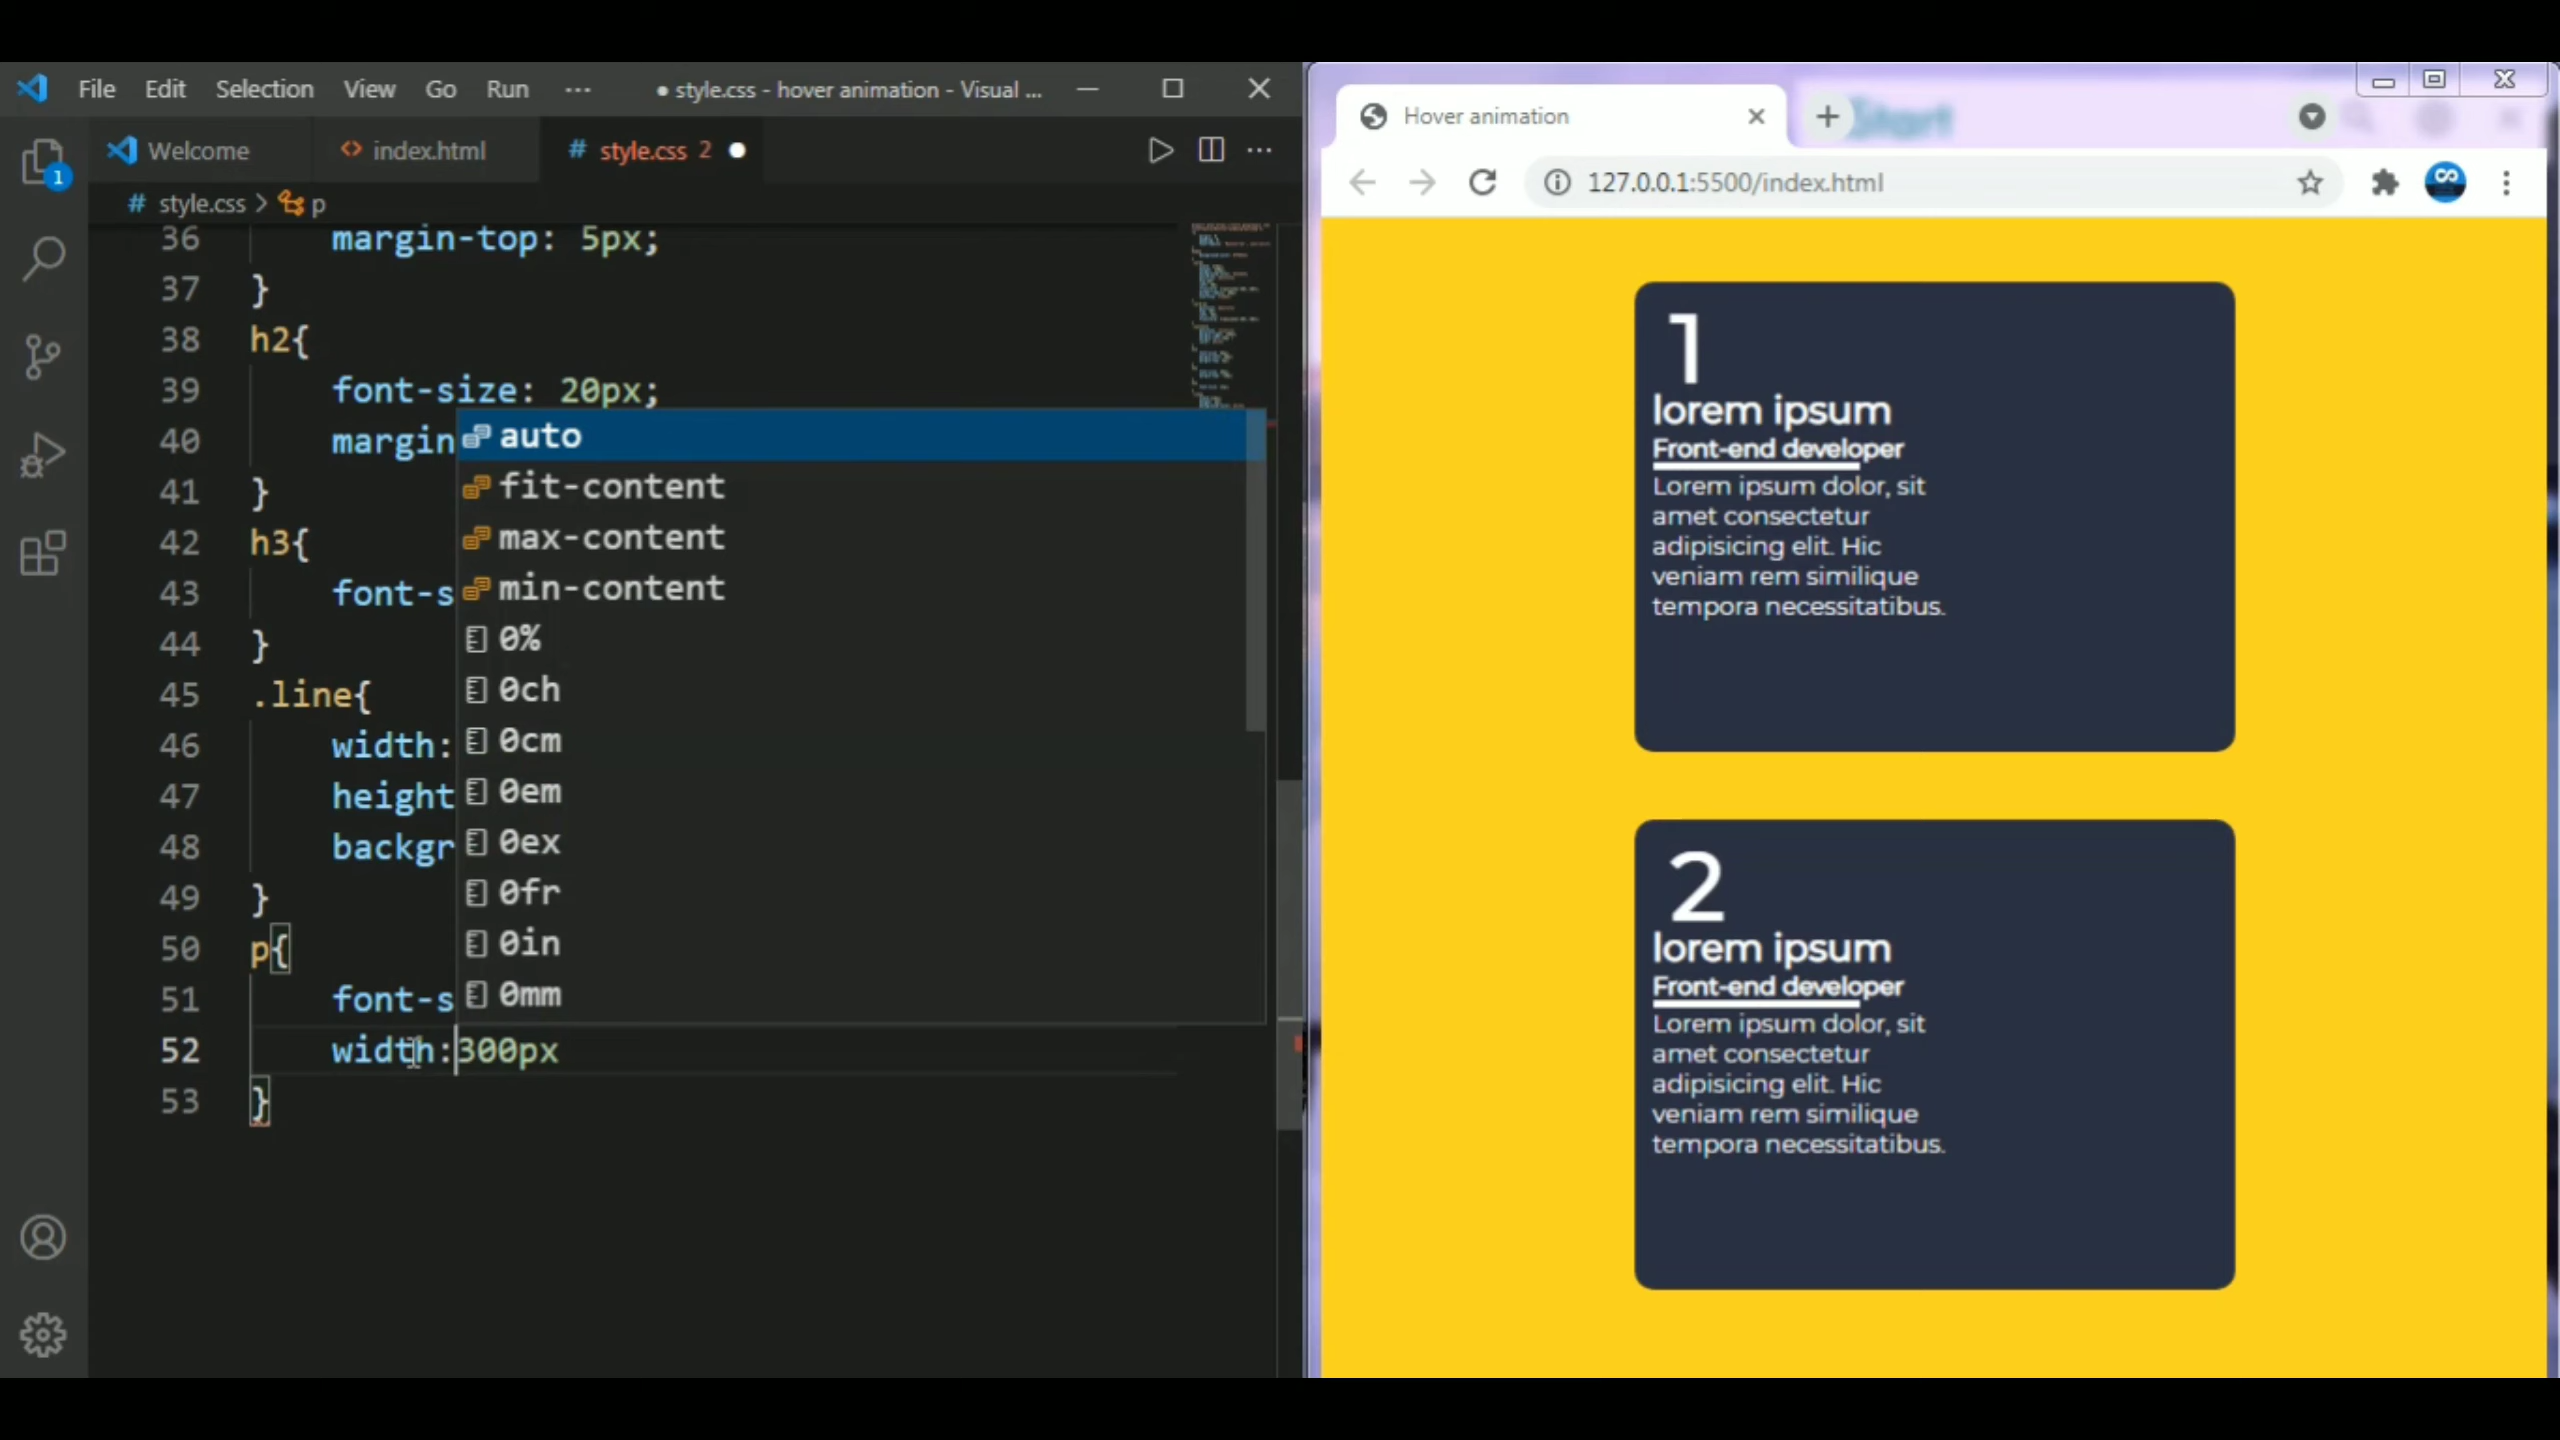 File Edit Selection View Go Run ··· ● style.css - hover animation - Visual ...
Welcome index.html # style.css 2
1
# style.css > p
36 margin-top: 5px;
37 }
38 h2{
39 font-size: 20px;
40 margin
41 }
42 h3{
43 font-s
44 }
45 .line{
46 width:
47 height
48 backgr
49 }
50 p{
51 font-s
52 width:300px
53 }
auto
fit-content
max-content
min-content
0%
0ch
0cm
0em
0ex
0fr
0in
0mm
Hover animation
Start
127.0.0.1:5500/index.html
1
lorem ipsum
Front-end developer
Lorem ipsum dolor, sit
amet consectetur
adipisicing elit. Hic
veniam rem similique
tempora necessitatibus.
2
lorem ipsum
Front-end developer
Lorem ipsum dolor, sit
amet consectetur
adipisicing elit. Hic
veniam rem similique
tempora necessitatibus.